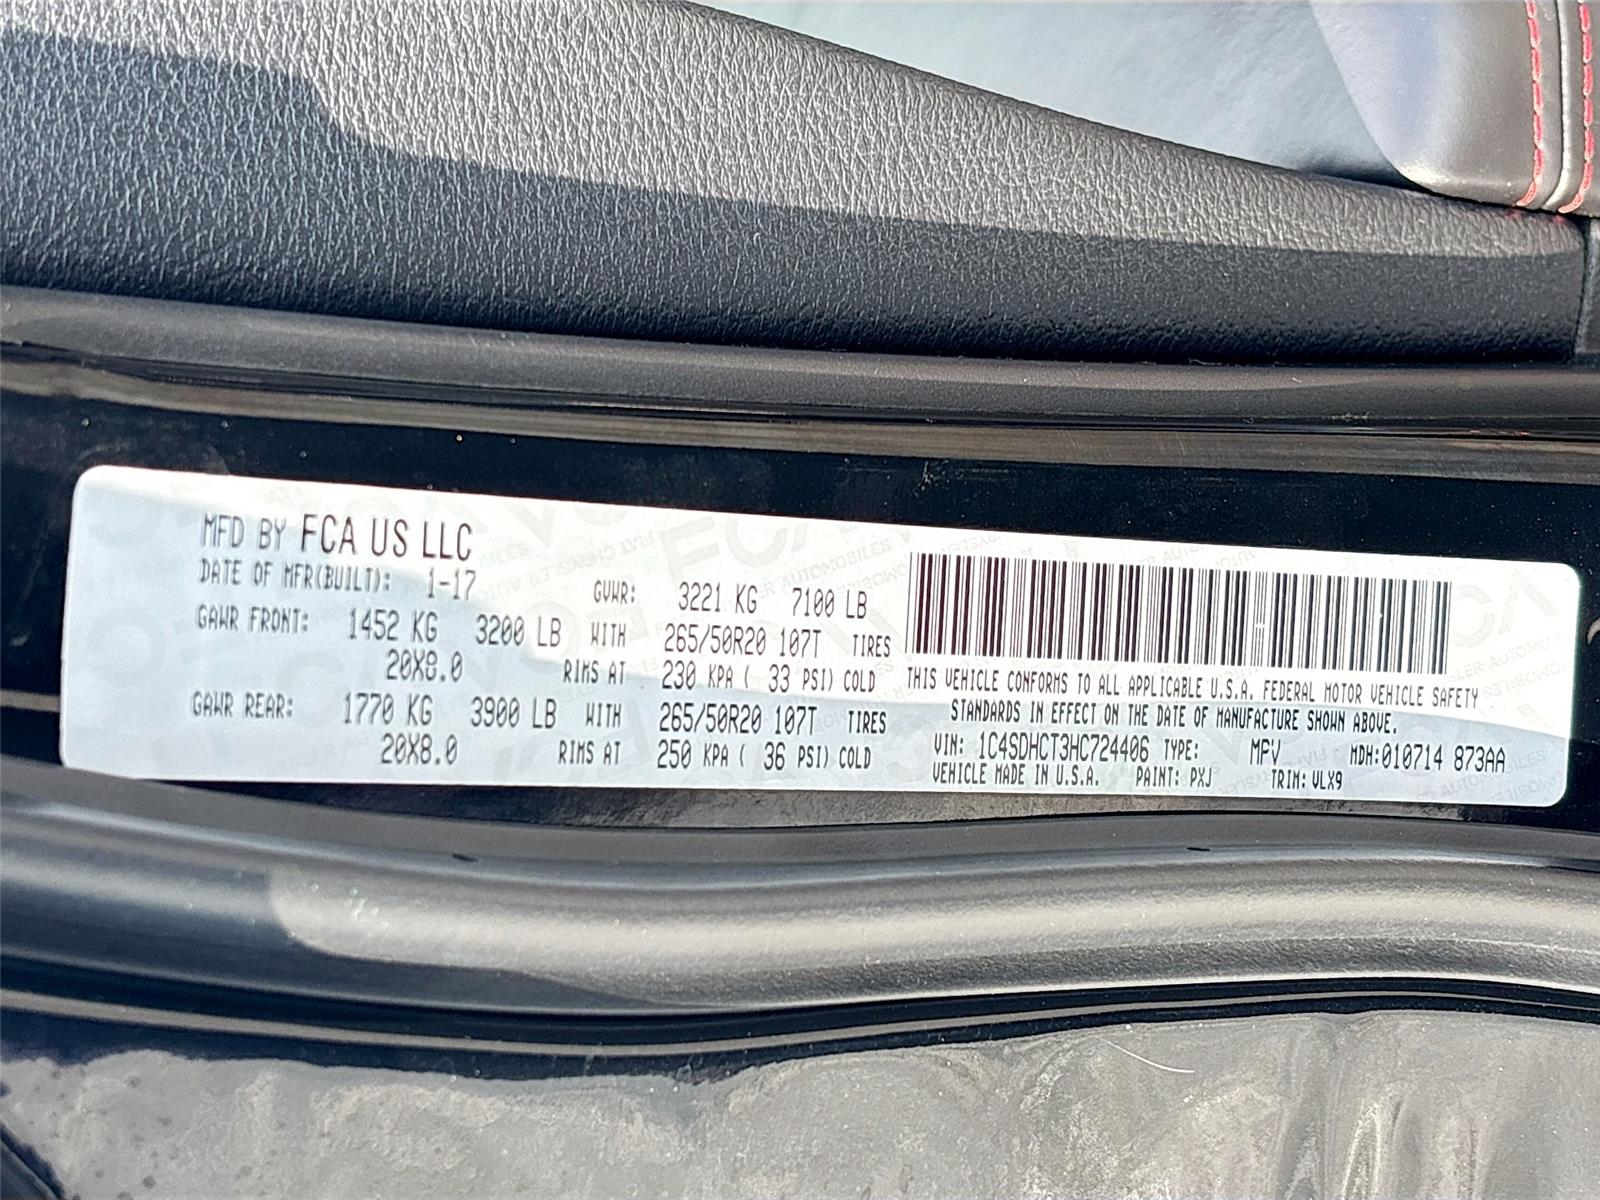 MFD BY FCA US LLC
DATE OF MFR(BUILT): 1-17 GVWR: 3221 KG 7100 LB
GAWR FRONT: 1452 KG 3200 LB WITH 265/50R20 107T TIRES
20X8.0 RIMS AT 230 KPA ( 33 PSI) COLD
GAWR REAR: 1770 KG 3900 LB WITH 265/50R20 107T TIRES
20X8.0 RIMS AT 250 KPA ( 36 PSI) COLD
THIS VEHICLE CONFORMS TO ALL APPLICABLE U.S.A. FEDERAL MOTOR VEHICLE SAFETY
STANDARDS IN EFFECT ON THE DATE OF MANUFACTURE SHOWN ABOVE.
VIN: 1C4SDHCT3HC724406 TYPE: MPV MDH:010714 873AA
VEHICLE MADE IN U.S.A. PAINT: PXJ TRIM: VLX9